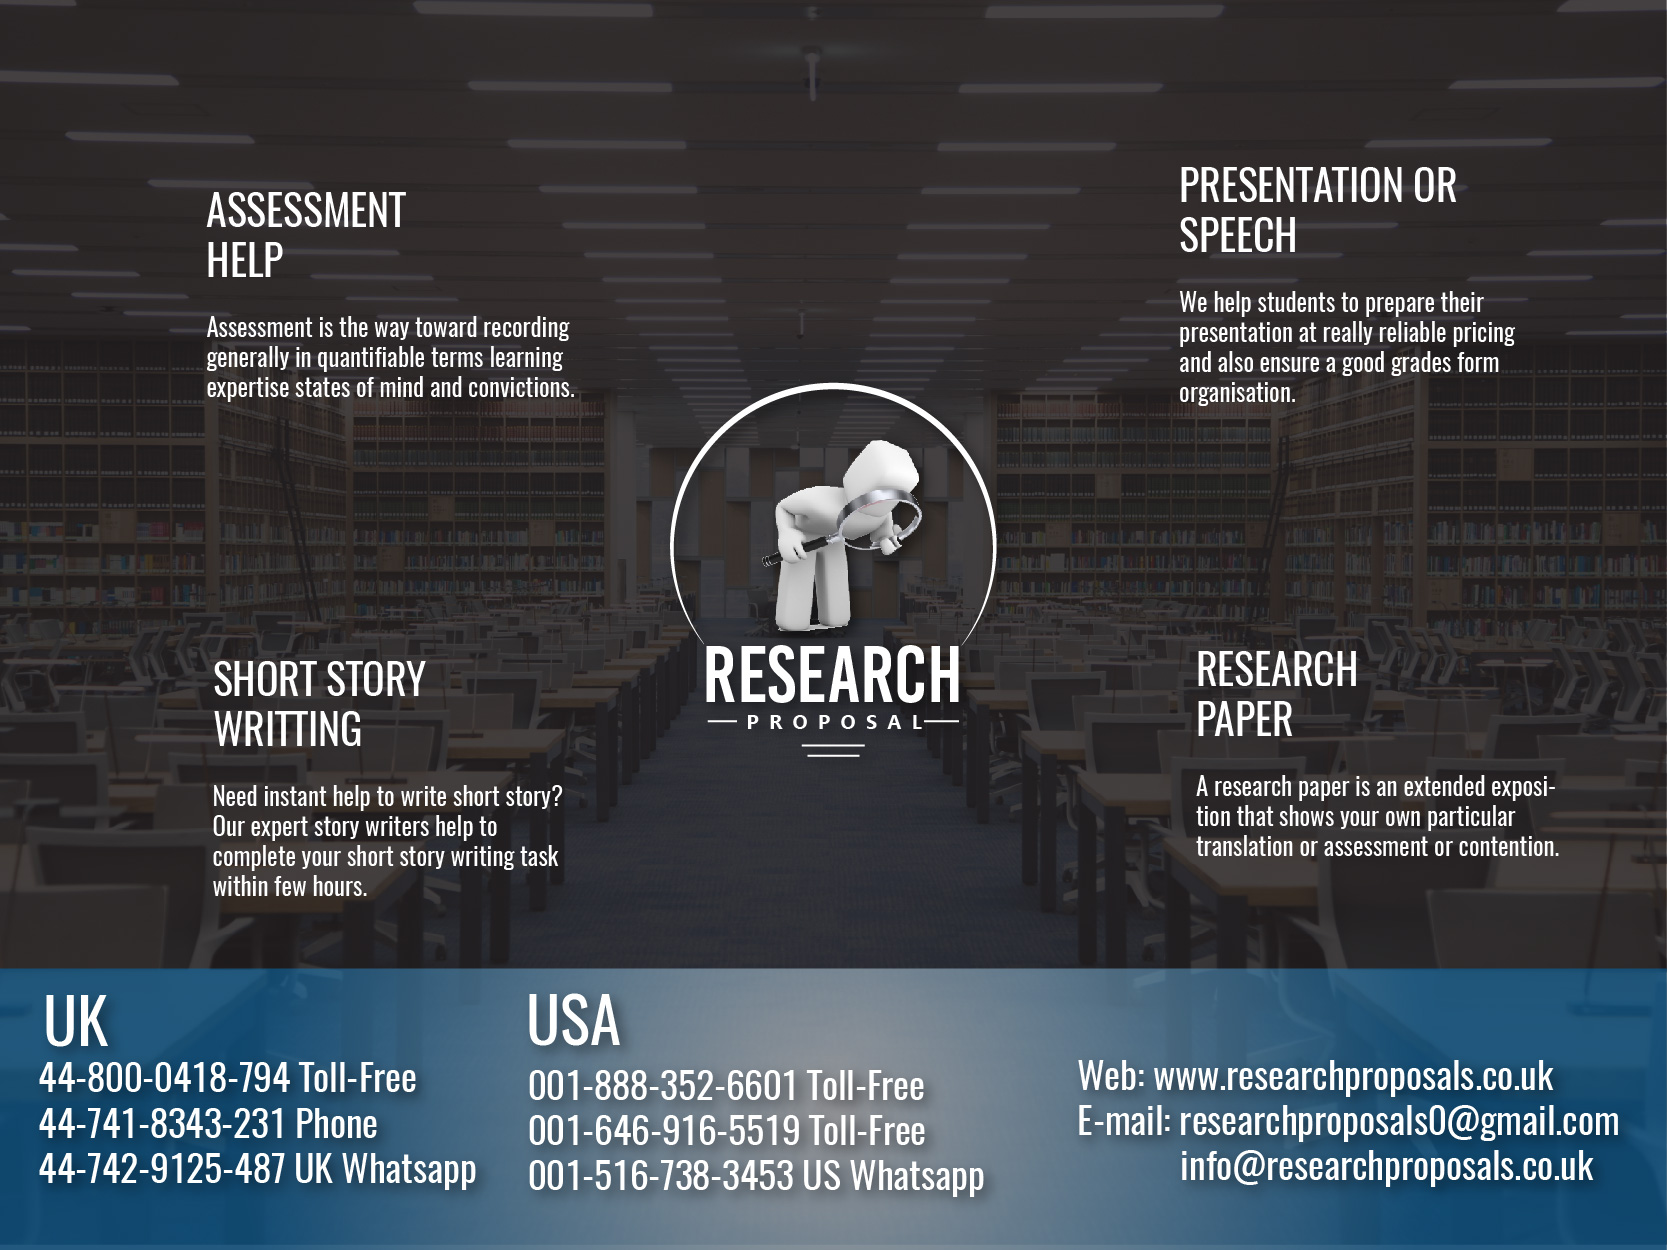 ASSESSMENT
HELP
Assessment is the way toward recording
generally in quantifiable terms learning
expertise states of mind and convictions.
PRESENTATION OR
SPEECH
We help students to prepare their
presentation at really reliable pricing
and also ensure a good grades form
organisation.
RESEARCH
PROPOSAL
SHORT STORY
WRITTING
Need instant help to write short story?
Our expert story writers help to
complete your short story writing task
within few hours.
RESEARCH
PAPER
A research paper is an extended exposi-
tion that shows your own particular
translation or assessment or contention.
UK
44-800-0418-794 Toll-Free
44-741-8343-231 Phone
44-742-9125-487 UK Whatsapp
USA
001-888-352-6601 Toll-Free
001-646-916-5519 Toll-Free
001-516-738-3453 US Whatsapp
Web: www.researchproposals.co.uk
E-mail: researchproposals0@gmail.com
info@researchproposals.co.uk